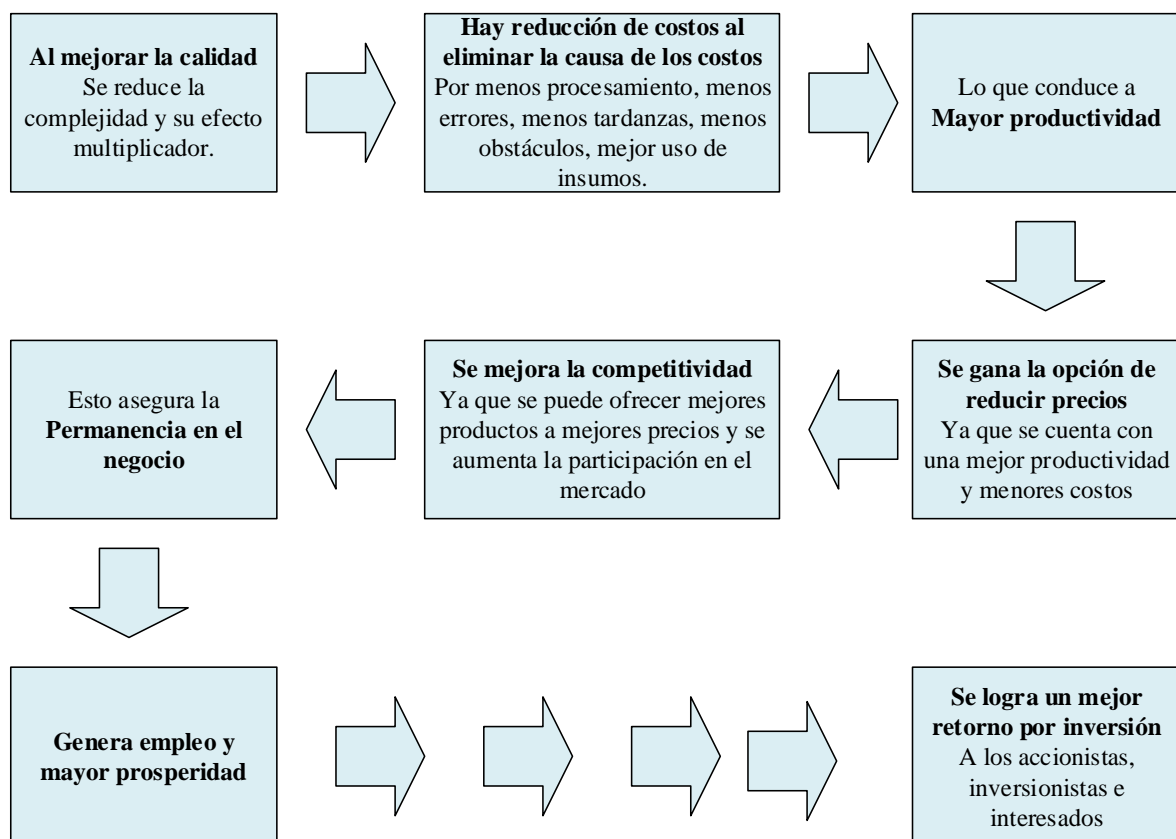 Al mejorar la calidad
Se reduce la
complejidad y su efecto
multiplicador.
Hay reducción de costos al
eliminar la causa de los costos
Por menos procesamiento, menos
errores, menos tardanzas, menos
obstáculos, mejor uso de
insumos.
Lo que conduce a
Mayor productividad
Se gana la opción de
reducir precios
Ya que se cuenta con
una mejor productividad
y menores costos
Se mejora la competitividad
Ya que se puede ofrecer mejores
productos a mejores precios y se
aumenta la participación en el
mercado
Esto asegura la
Permanencia en el
negocio
Genera empleo y
mayor prosperidad
Se logra un mejor
retorno por inversión
A los accionistas,
inversionistas e
interesados